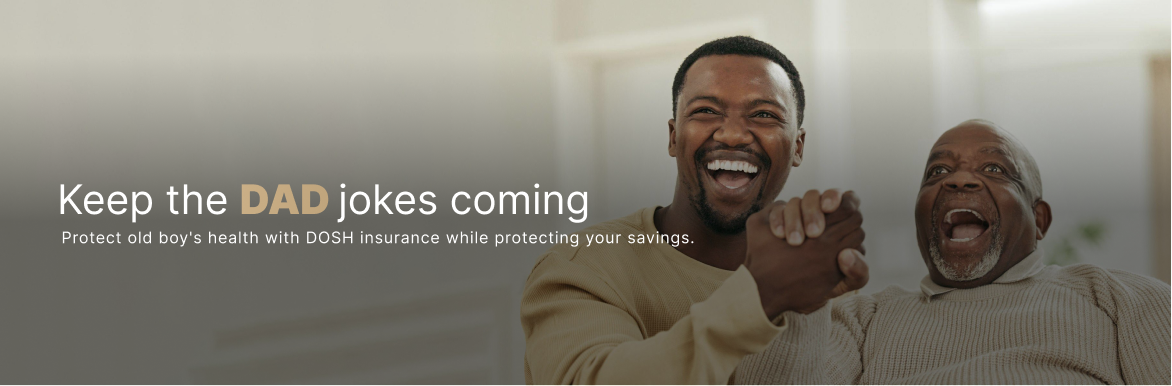 Keep the DAD jokes coming
Protect old boy's health with DOSH insurance while protecting your savings.